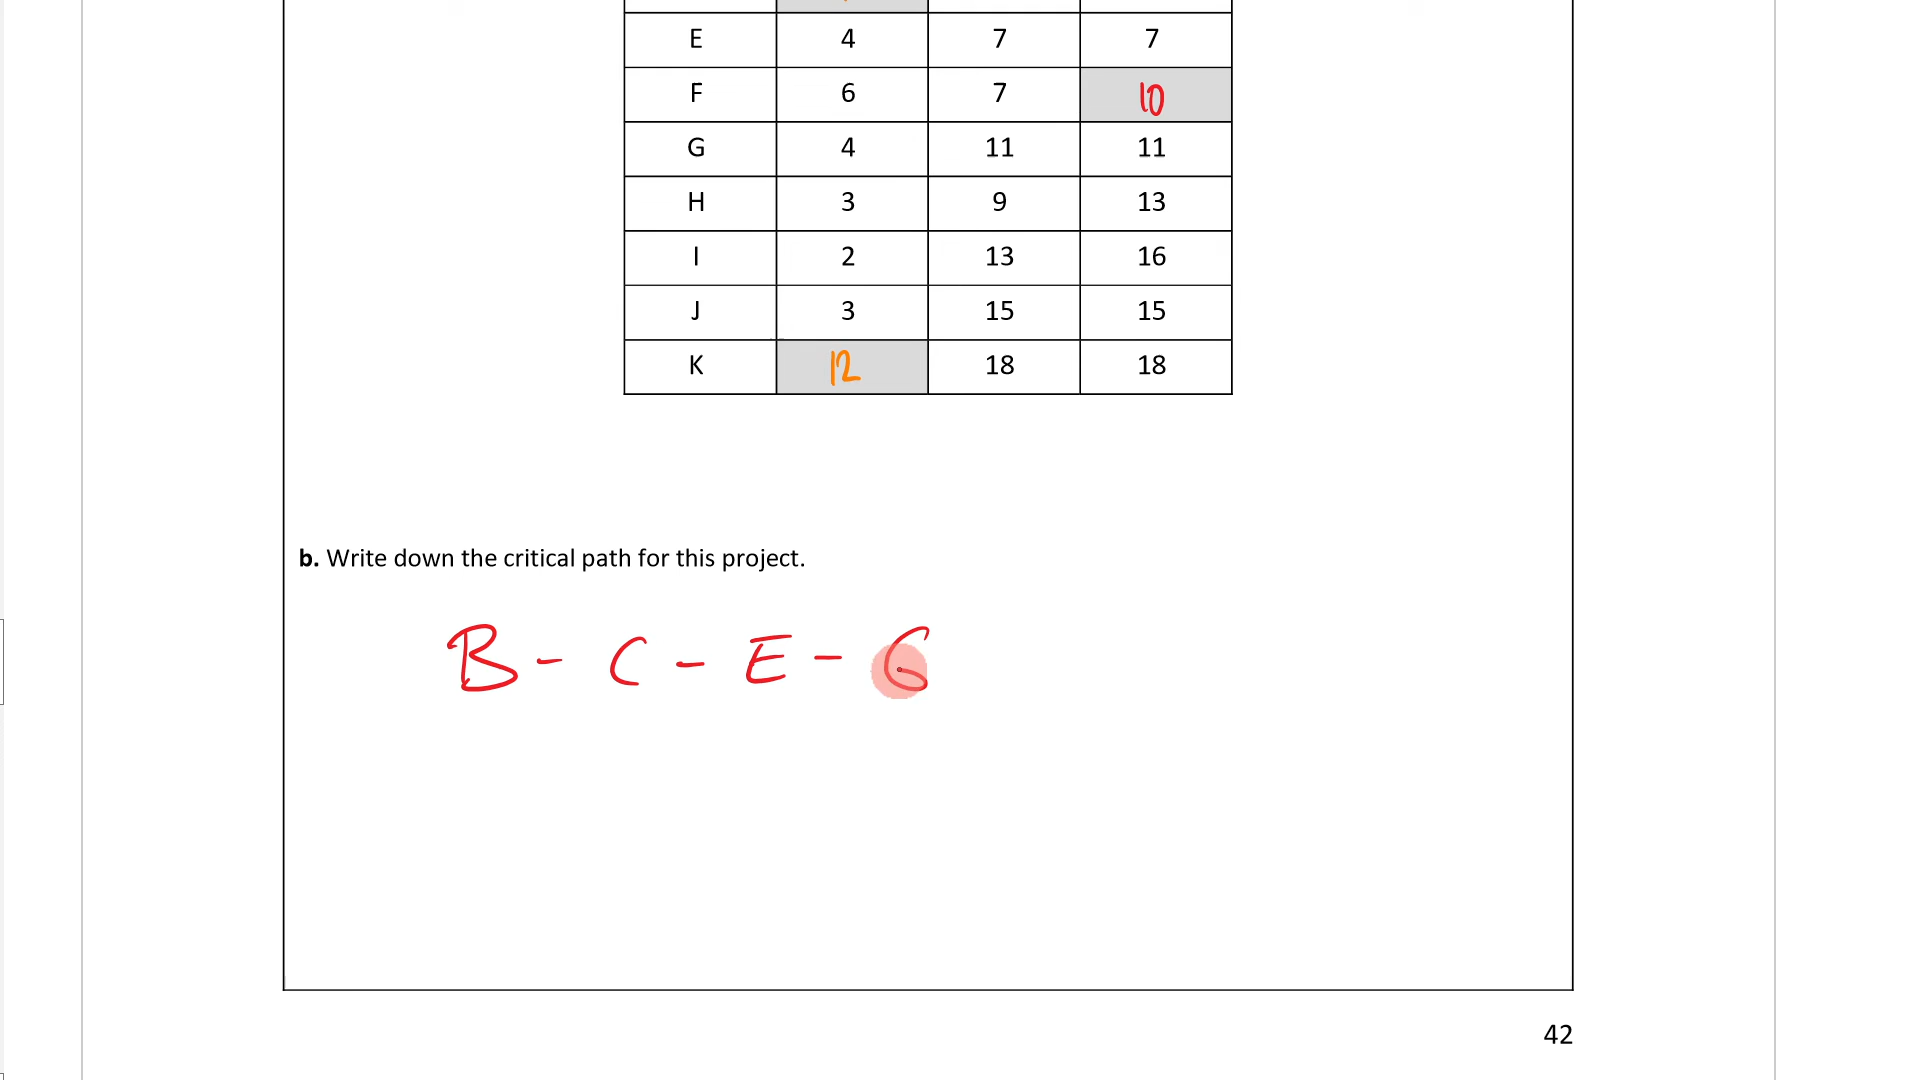 E 4 7 7
F 6 7 10
G 4 11 11
H 3 9 13
I 2 13 16
J 3 15 15
K 12 18 18
b. Write down the critical path for this project.
B - C - E - G
42